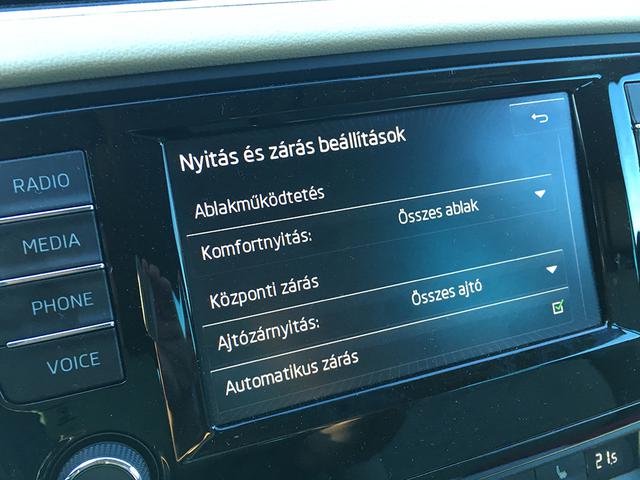 Nyitás és zárás beállítások
Ablakműködtetés
Komfortnyitás: Összes ablak
Központi zárás
Ajtózárnyitás: Összes ajtó
Automatikus zárás
RADIO
MEDIA
PHONE
VOICE
21,5